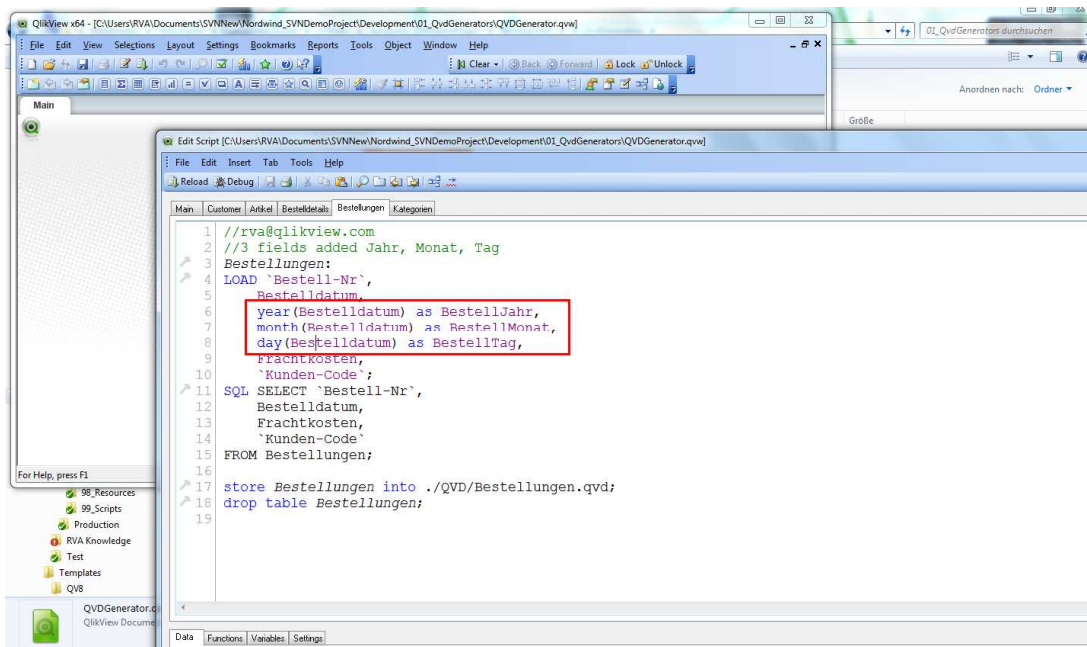 QlikView x64 - [C:\Users\RVA\Documents\SVNNew\Nordwind_SVNDemoProject\Development\01_QvdGenerators\QVDGenerator.qvw]
01_QvdGenerators durchsuchen
File Edit View Selections Layout Settings Bookmarks Reports Tools Object Window Help
Clear Back Forward Lock Unlock
Anordnen nach: Ordner
Main
Größe
Edit Script [C:\Users\RVA\Documents\SVNNew\Nordwind_SVNDemoProject\Development\01_QvdGenerators\QVDGenerator.qvw]
File Edit Insert Tab Tools Help
Reload Debug
Main Customer Artikel Bestelldetails Bestellungen Kategorien
1 //rva@qlikview.com
2 //3 fields added Jahr, Monat, Tag
3 Bestellungen:
4 LOAD `Bestell-Nr`,
5 Bestelldatum,
6 year(Bestelldatum) as BestellJahr,
7 month(Bestelldatum) as BestellMonat,
8 day(Bestelldatum) as BestellTag,
9 Frachtkosten,
10 `Kunden-Code`;
11 SQL SELECT `Bestell-Nr`,
12 Bestelldatum,
13 Frachtkosten,
14 `Kunden-Code`
15 FROM Bestellungen;
16
17 store Bestellungen into ./QVD/Bestellungen.qvd;
18 drop table Bestellungen;
19
For Help, press F1
98_Resources
99_Scripts
Production
RVA Knowledge
Test
Templates
QV8
QVDGenerator.q
QlikView Docume
Data Functions Variables Settings